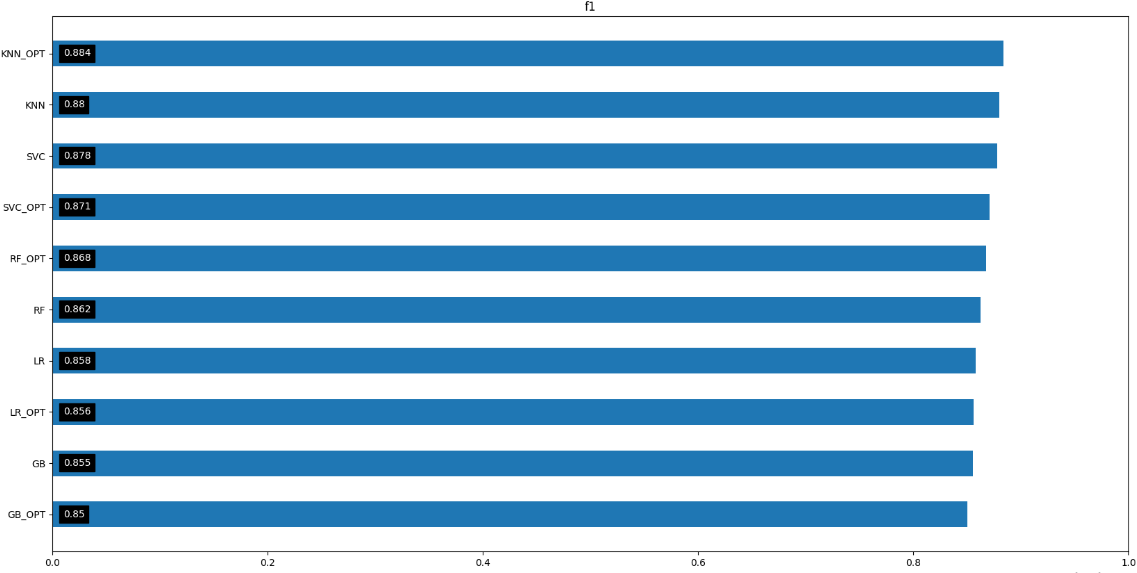 f1
KNN_OPT 0.884
KNN 0.88
SVC 0.878
SVC_OPT 0.871
RF_OPT 0.868
RF 0.862
LR 0.858
LR_OPT 0.856
GB 0.855
GB_OPT 0.85
0.0 0.2 0.4 0.6 0.8 1.0